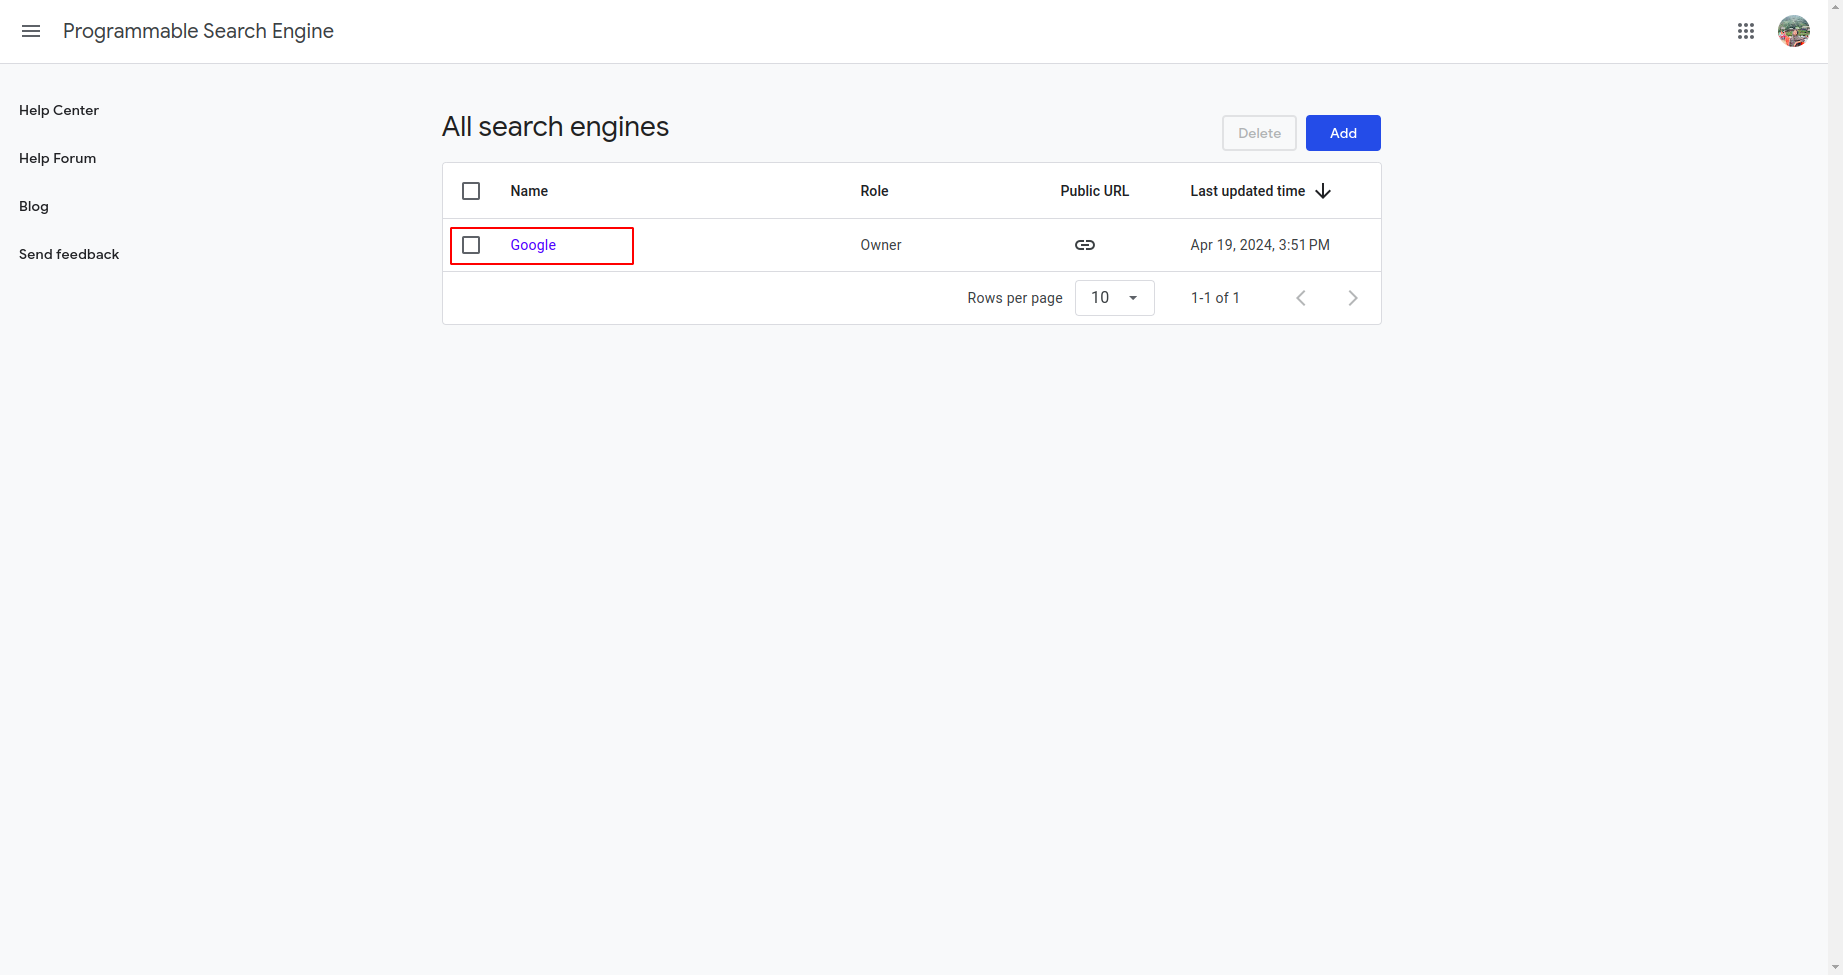 Programmable Search Engine
Help Center
Help Forum
Blog
Send feedback
All search engines
Delete Add
Name Role Public URL Last updated time
Google Owner Apr 19, 2024, 3:51 PM
Rows per page 10 1-1 of 1